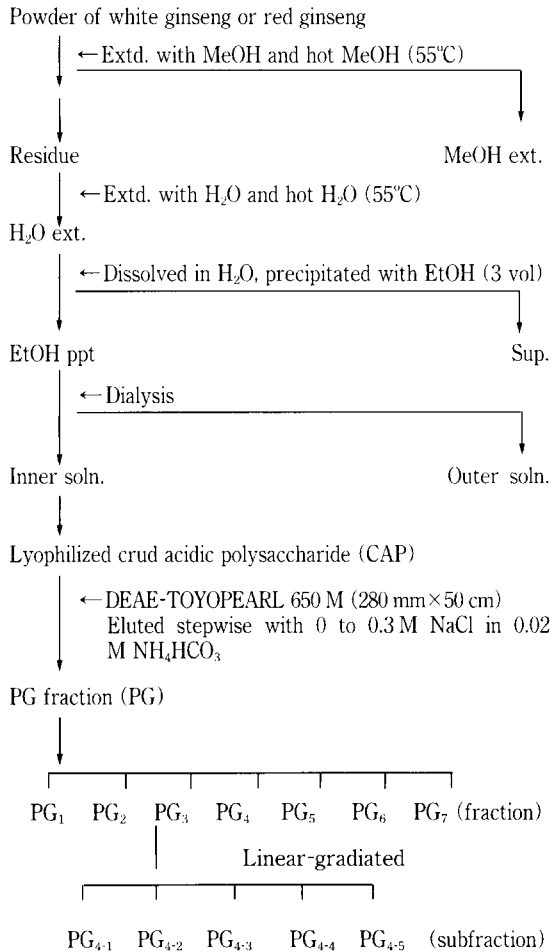 Powder of white ginseng or red ginseng
←Extd. with MeOH and hot MeOH (55℃)
Residue MeOH ext.
←Extd. with H₂O and hot H₂O (55℃)
H₂O ext.
←Dissolved in H₂O, precipitated with EtOH (3 vol)
EtOH ppt Sup.
←Dialysis
Inner soln. Outer soln.
Lyophilized crud acidic polysaccharide (CAP)
←DEAE-TOYOPEARL 650 M (280 mm×50 cm)
Eluted stepwise with 0 to 0.3 M NaCl in 0.02
M NH₄HCO₃
PG fraction (PG)
PG₁ PG₂ PG₃ PG₄ PG₅ PG₆ PG₇ (fraction)
Linear-gradiated
PG₄₋₁ PG₄₋₂ PG₄₋₃ PG₄₋₄ PG₄₋₅ (subfraction)